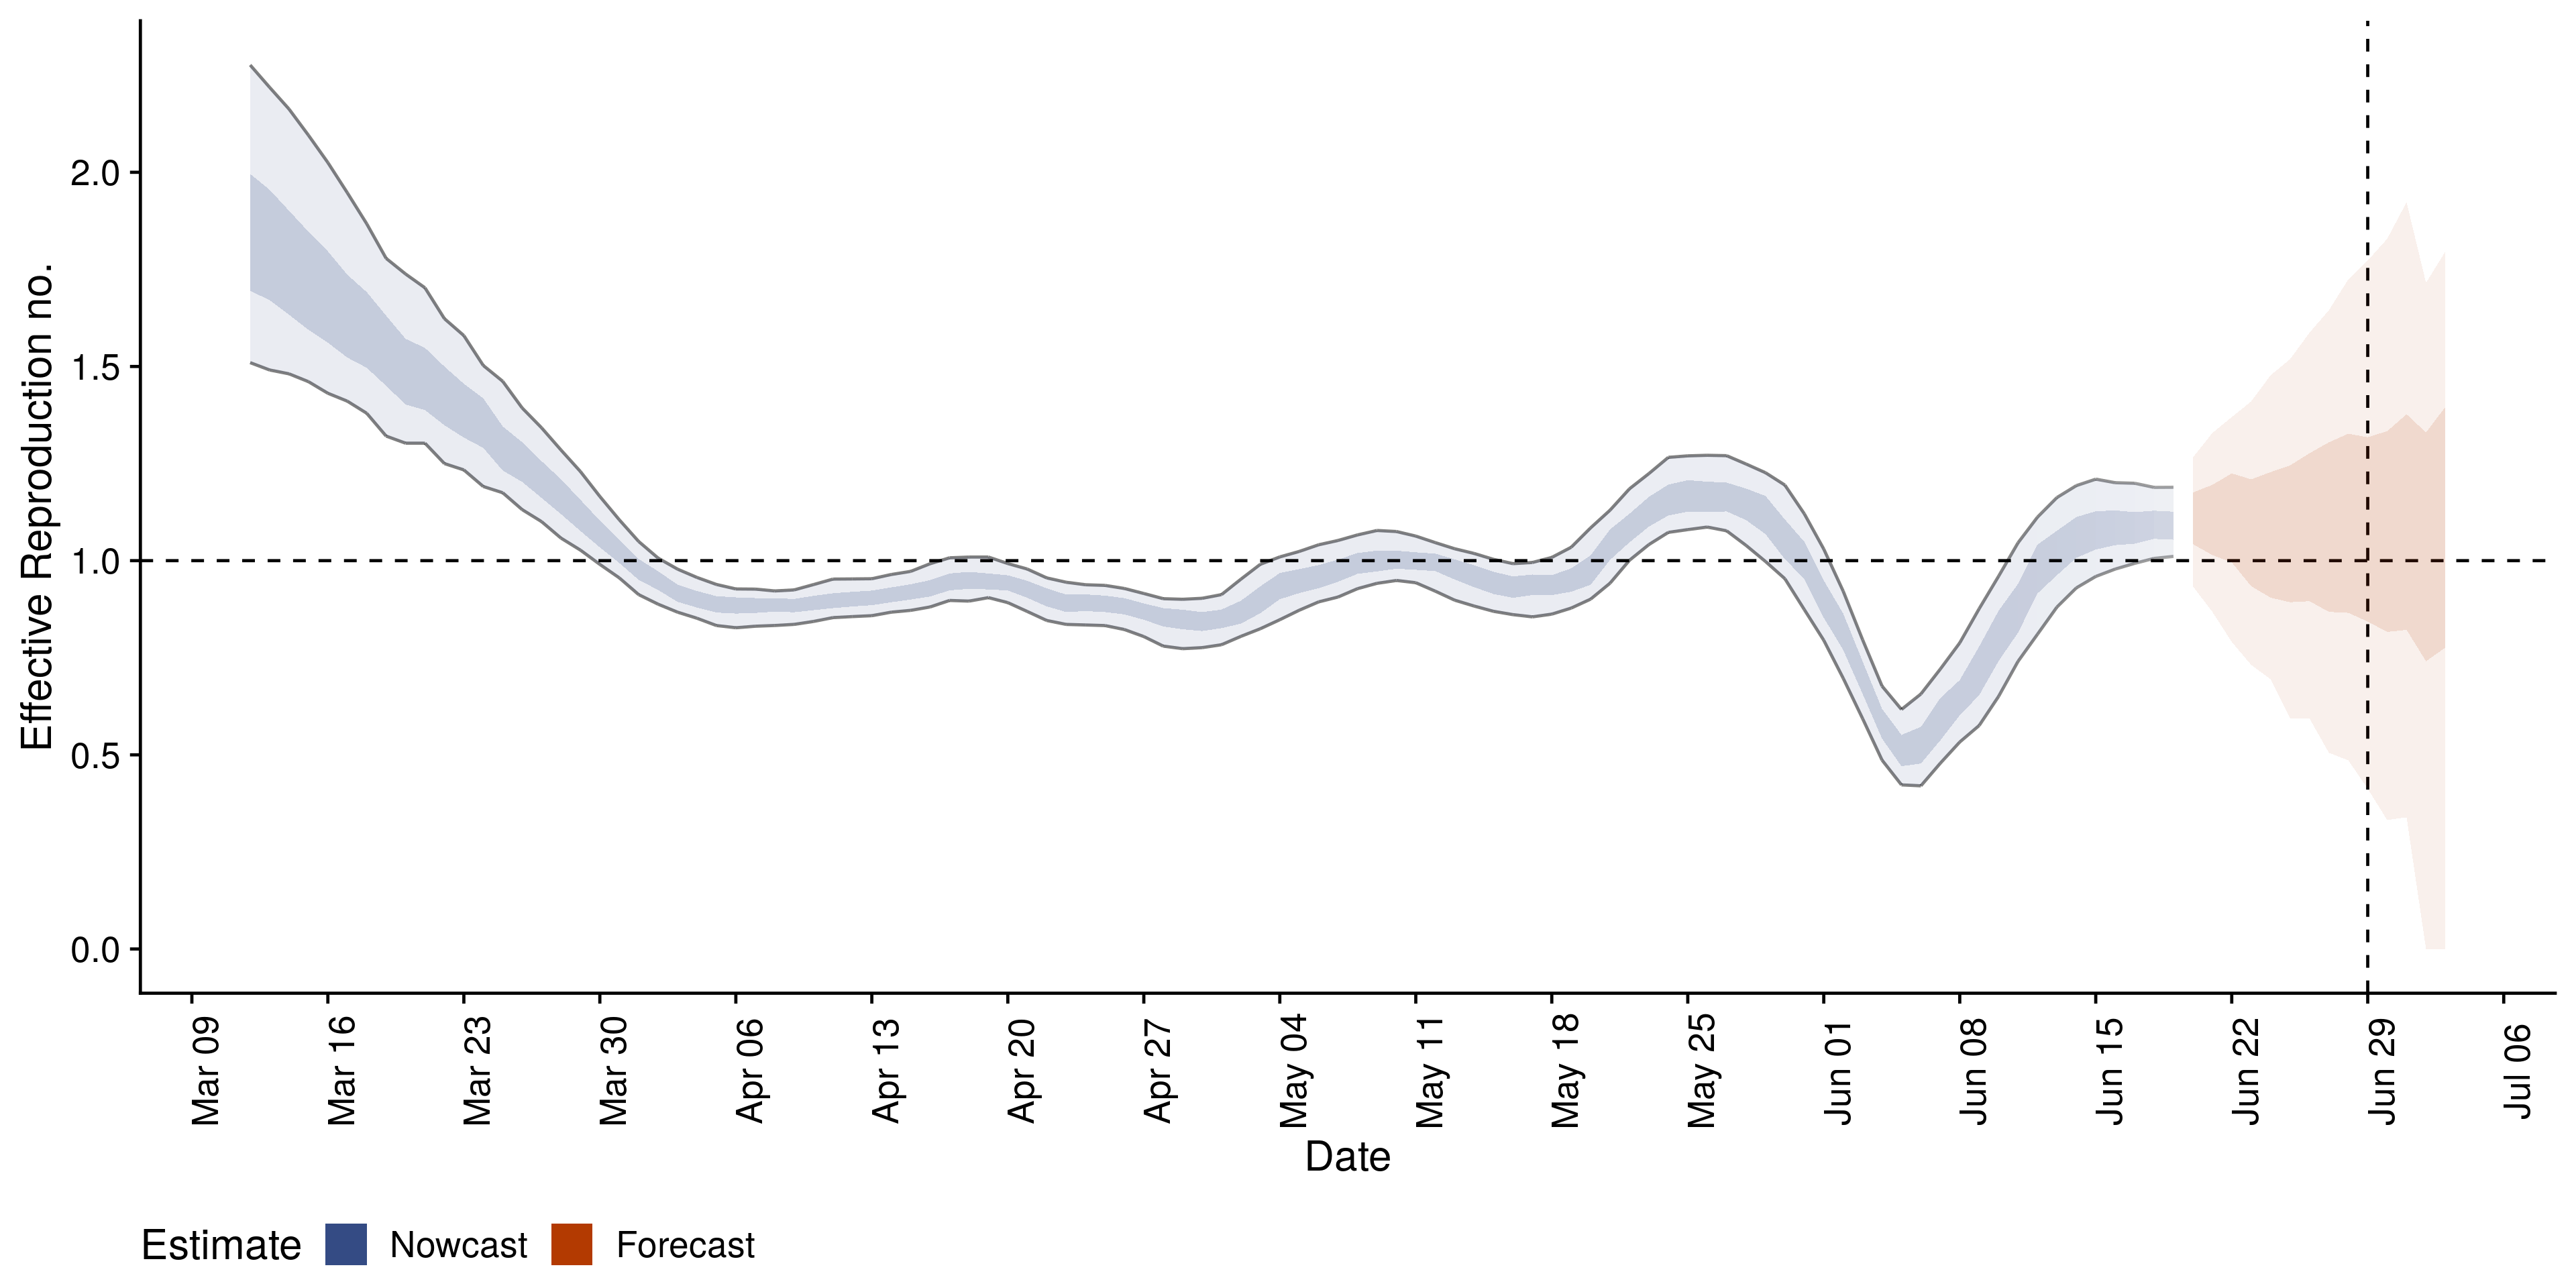 Effective Reproduction no.
2.0
1.5
1.0
0.5
0.0
Mar 09
Mar 16
Mar 23
Mar 30
Apr 06
Apr 13
Apr 20
Apr 27
May 04
May 11
May 18
May 25
Jun 01
Jun 08
Jun 15
Jun 22
Jun 29
Jul 06
Date
Estimate Nowcast Forecast